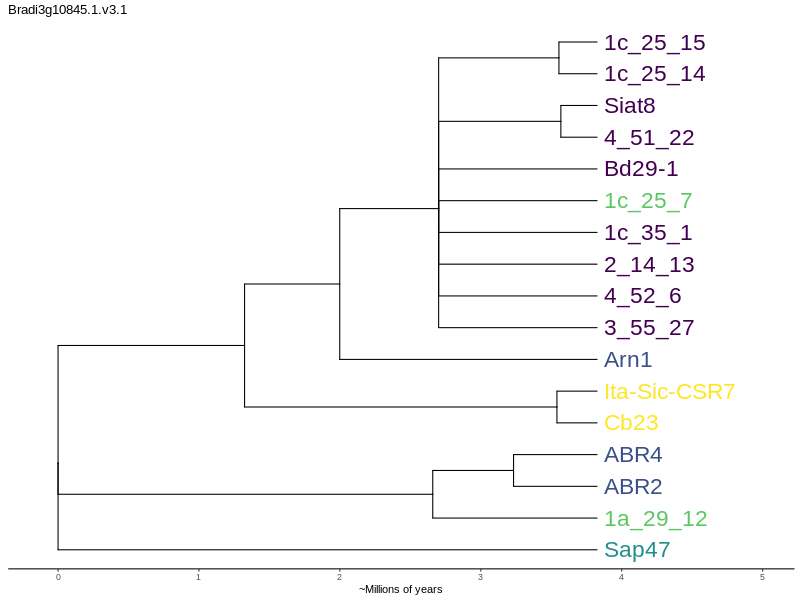 Bradi3g10845.1.v3.1
1c_25_15
1c_25_14
Siat8
4_51_22
Bd29-1
1c_25_7
1c_35_1
2_14_13
4_52_6
3_55_27
Arn1
Ita-Sic-CSR7
Cb23
ABR4
ABR2
1a_29_12
Sap47
0 1 2 3 4 5
~Millions of years